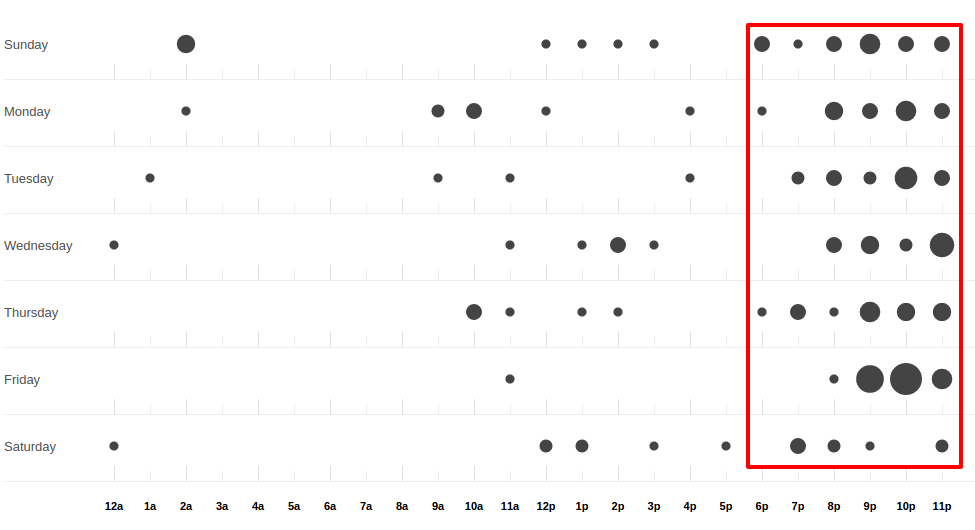 Sunday
Monday
Tuesday
Wednesday
Thursday
Friday
Saturday
12a 1a 2a 3a 4a 5a 6a 7a 8a 9a 10a 11a 12p 1p 2p 3p 4p 5p 6p 7p 8p 9p 10p 11p